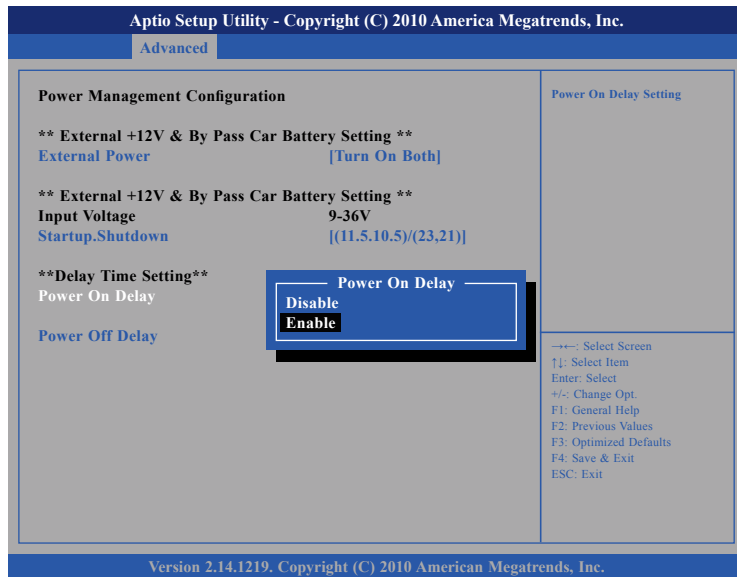 Aptio Setup Utility - Copyright (C) 2010 America Megatrends, Inc.
Advanced
Power Management Configuration
** External +12V & By Pass Car Battery Setting **
External Power [Turn On Both]
** External +12V & By Pass Car Battery Setting **
Input Voltage 9-36V
Startup.Shutdown [(11.5.10.5)/(23,21)]
**Delay Time Setting**
Power On Delay
Power Off Delay
Power On Delay
Disable
Enable
Power On Delay Setting
→←: Select Screen
↑↓: Select Item
Enter: Select
+/-: Change Opt.
F1: General Help
F2: Previous Values
F3: Optimized Defaults
F4: Save & Exit
ESC: Exit
Version 2.14.1219. Copyright (C) 2010 American Megatrends, Inc.